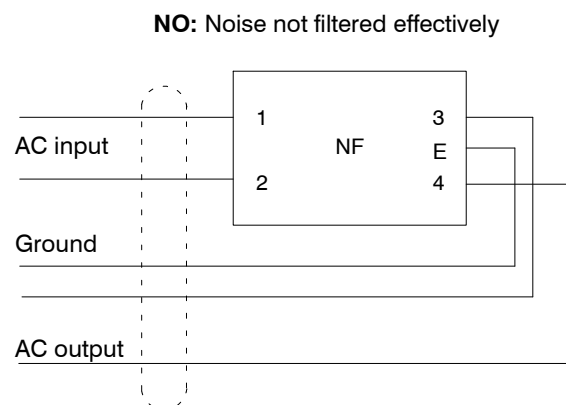 NO: Noise not filtered effectively
1
3
AC input
NF
E
2
4
Ground
AC output